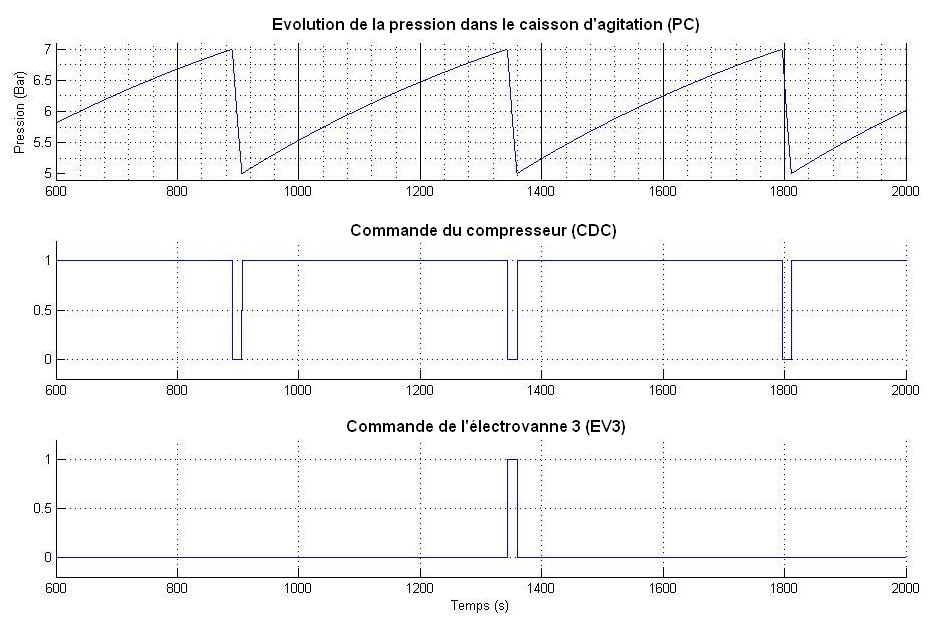 Evolution de la pression dans le caisson d'agitation (PC)
7
6.5
6
5.5
5
Pression (Bar)
600 800 1000 1200 1400 1600 1800 2000
Commande du compresseur (CDC)
1
0.5
0
600 800 1000 1200 1400 1600 1800 2000
Commande de l'électrovanne 3 (EV3)
1
0.5
0
600 800 1000 1200 1400 1600 1800 2000
Temps (s)